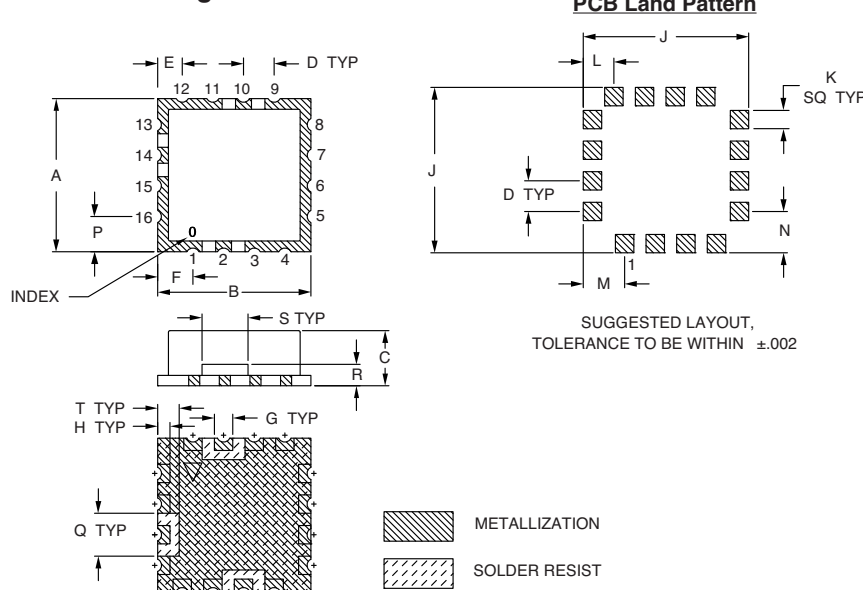 PCB Land Pattern
E
D TYP
12 11 10 9
13
14
15
16
8
7
6
5
A
P
0
1 2 3 4
F
B
INDEX
J
L
K
SQ TYP
J
D TYP
N
1
M
SUGGESTED LAYOUT,
TOLERANCE TO BE WITHIN ±.002
S TYP
C
R
T TYP
H TYP
G TYP
Q TYP
METALLIZATION
SOLDER RESIST